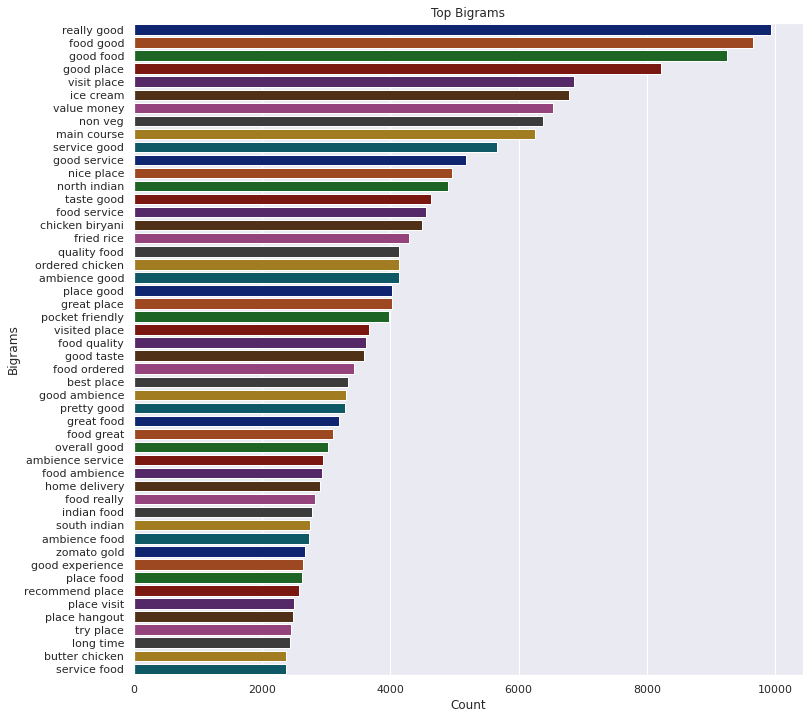 Top Bigrams
really good
food good
good food
good place
visit place
ice cream
value money
non veg
main course
service good
good service
nice place
north indian
taste good
food service
chicken biryani
fried rice
quality food
ordered chicken
ambience good
place good
great place
pocket friendly
visited place
food quality
good taste
food ordered
best place
good ambience
pretty good
great food
food great
overall good
ambience service
food ambience
home delivery
food really
indian food
south indian
ambience food
zomato gold
good experience
place food
recommend place
place visit
place hangout
try place
long time
butter chicken
service food
Bigrams
0 2000 4000 6000 8000 10000
Count